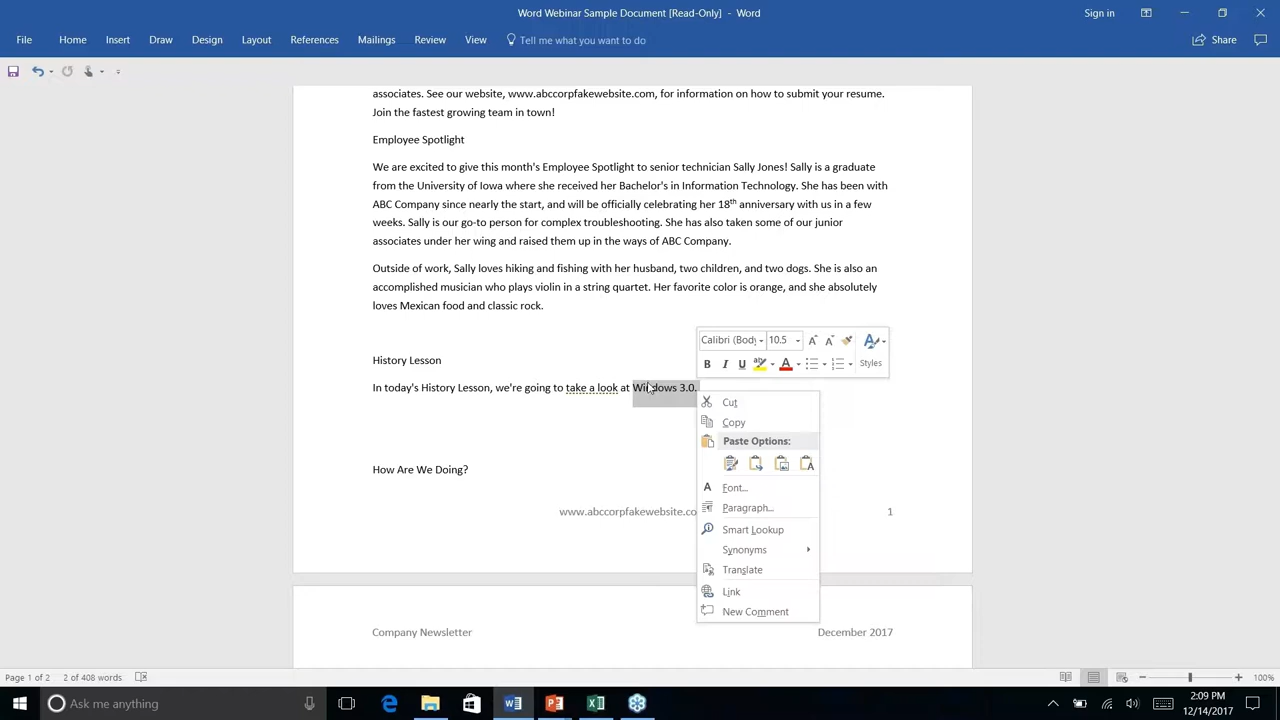 Word Webinar Sample Document [Read-Only] - Word
Sign in
File Home Insert Draw Design Layout References Mailings Review View Tell me what you want to do
Share
associates. See our website, www.abccorpfakewebsite.com, for information on how to submit your resume.
Join the fastest growing team in town!
Employee Spotlight
We are excited to give this month's Employee Spotlight to senior technician Sally Jones! Sally is a graduate
from the University of Iowa where she received her Bachelor's in Information Technology. She has been with
ABC Company since nearly the start, and will be officially celebrating her 18th anniversary with us in a few
weeks. Sally is our go-to person for complex troubleshooting. She has also taken some of our junior
associates under her wing and raised them up in the ways of ABC Company.
Outside of work, Sally loves hiking and fishing with her husband, two children, and two dogs. She is also an
accomplished musician who plays violin in a string quartet. Her favorite color is orange, and she absolutely
loves Mexican food and classic rock.
Calibri (Body 10.5 A A
B I U ab A Styles
History Lesson
In today's History Lesson, we're going to take a look at Windows 3.0.
Cut
Copy
Paste Options:
Font...
Paragraph...
Smart Lookup
Synonyms
Translate
Link
New Comment
How Are We Doing?
www.abccorpfakewebsite.co
1
Company Newsletter
December 2017
Page 1 of 2 2 of 408 words
100%
Ask me anything
2:09 PM
12/14/2017